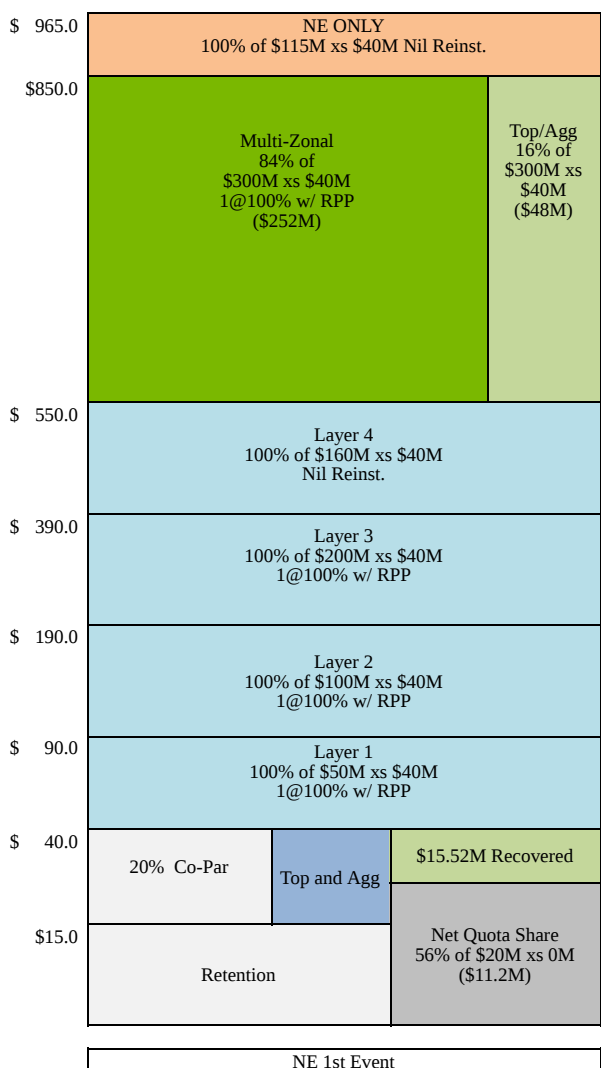 $ 965.0
NE ONLY
100% of $115M xs $40M Nil Reinst.
$850.0
Multi-Zonal
84% of
$300M xs $40M
1@100% w/ RPP
($252M)
Top/Agg
16% of
$300M xs
$40M
($48M)
$ 550.0
Layer 4
100% of $160M xs $40M
Nil Reinst.
$ 390.0
Layer 3
100% of $200M xs $40M
1@100% w/ RPP
$ 190.0
Layer 2
100% of $100M xs $40M
1@100% w/ RPP
$ 90.0
Layer 1
100% of $50M xs $40M
1@100% w/ RPP
$ 40.0
20% Co-Par
Top and Agg
$15.52M Recovered
$15.0
Retention
Net Quota Share
56% of $20M xs 0M
($11.2M)
NE 1st Event